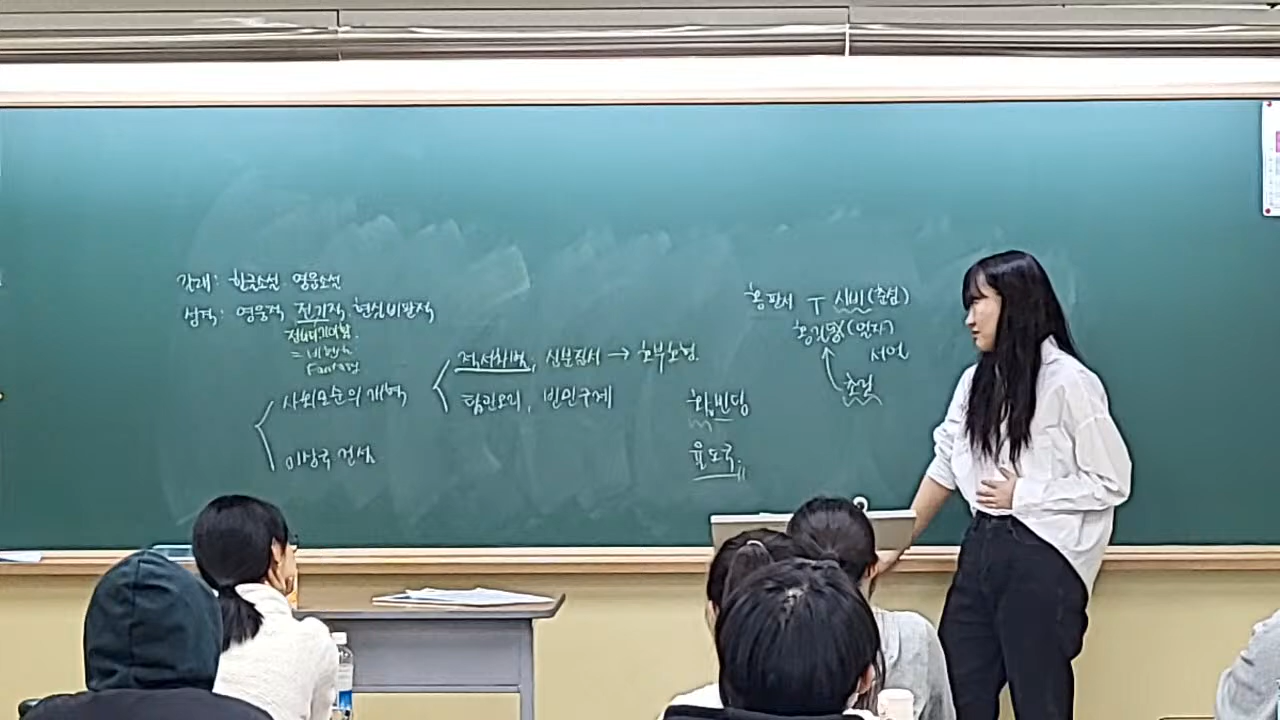 갈래: 한글소설 영웅소설
성격: 영웅적 전기적, 현실비판적
Fantasy
사회모순의 개혁
적서차별, 신분질서 → 호부호형
탐관오리, 빈민구제
이상국 건설
활빈당
율도국
홍판서 시비(춘섬)
홍길동(얼자)
서얼
초란